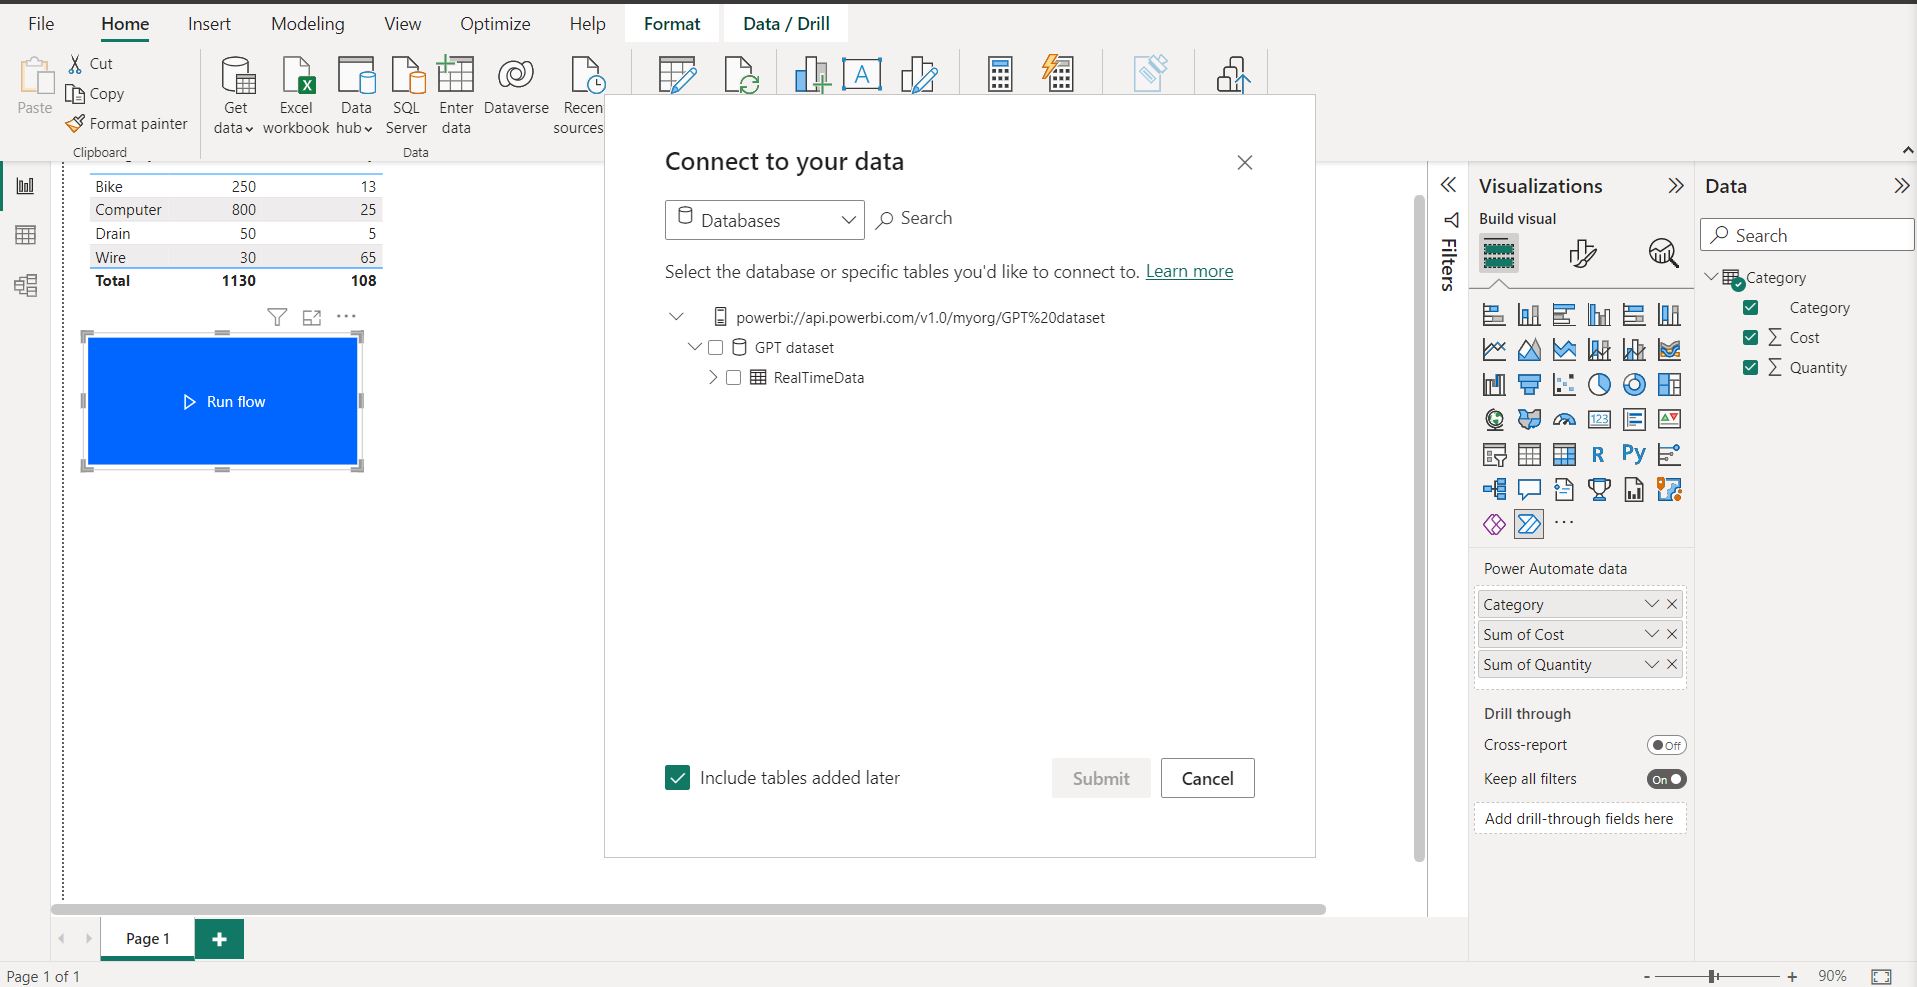 File Home Insert Modeling View Optimize Help Format Data / Drill
Paste
Cut
Copy
Format painter
Clipboard
Get data
Excel workbook
Data hub
SQL Server
Enter data
Dataverse
Recen
sources
Data
Bike 250 13
Computer 800 25
Drain 50 5
Wire 30 65
Total 1130 108
Run flow
Connect to your data
Databases
Search
Select the database or specific tables you'd like to connect to. Learn more
powerbi://api.powerbi.com/v1.0/myorg/GPT%20dataset
GPT dataset
RealTimeData
Include tables added later
Submit
Cancel
Filters
Visualizations
Build visual
123
R
Py
Power Automate data
Category
Sum of Cost
Sum of Quantity
Drill through
Cross-report Off
Keep all filters On
Add drill-through fields here
Data
Search
Category
Category
Cost
Quantity
Page 1
Page 1 of 1
- + 90%